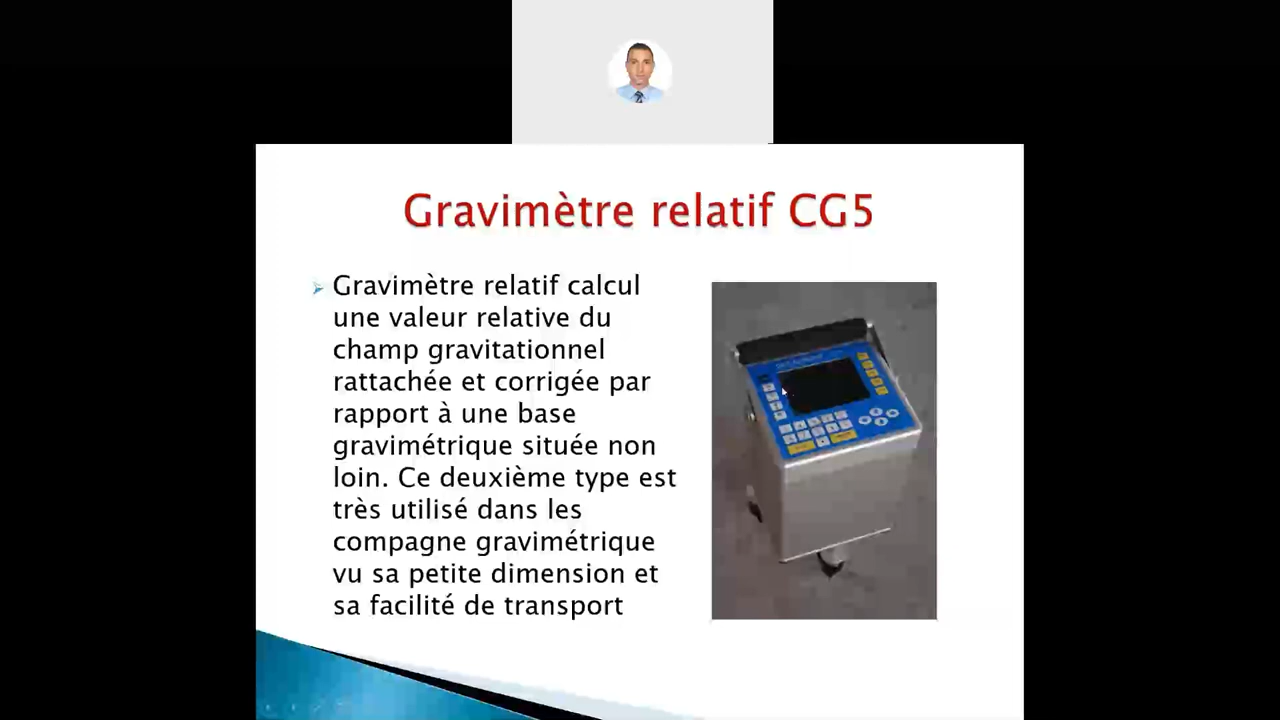 Gravimètre relatif CG5
Gravimètre relatif calcul
une valeur relative du
champ gravitationnel
rattachée et corrigée par
rapport à une base
gravimétrique située non
loin. Ce deuxième type est
très utilisé dans les
compagne gravimétrique
vu sa petite dimension et
sa facilité de transport